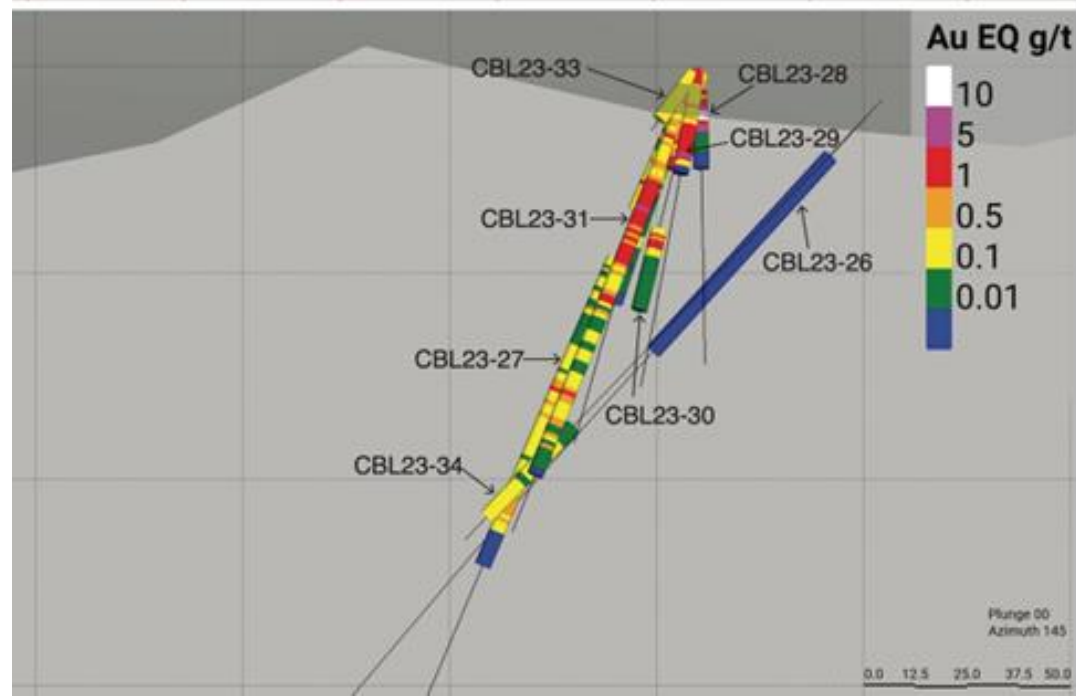 Au EQ g/t
10
5
1
0.5
0.1
0.01
CBL23-33
CBL23-28
CBL23-29
CBL23-31
CBL23-26
CBL23-27
CBL23-30
CBL23-34
Plunge 00
Azimuth 145
0.0 12.5 25.0 37.5 50.0